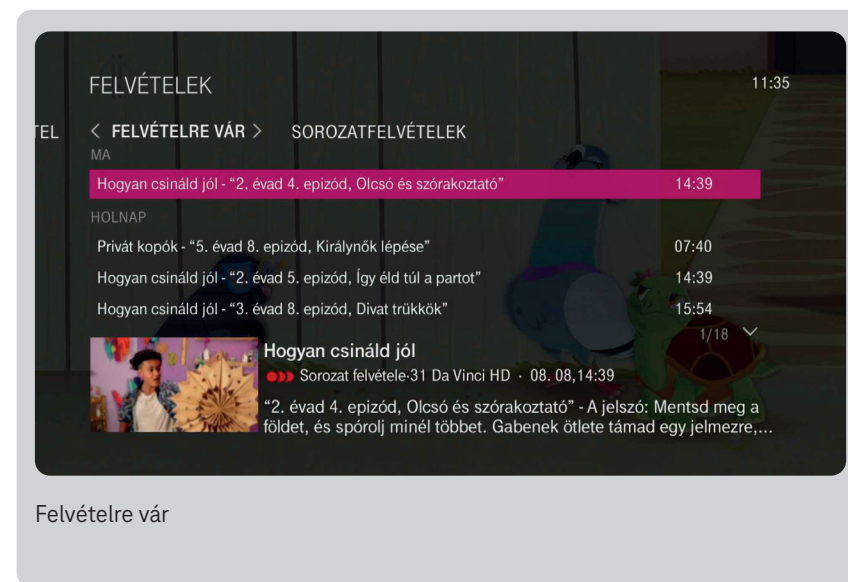 FELVÉTELEK
11:35
TEL < FELVÉTELRE VÁR > SOROZATFELVÉTELEK
MA
Hogyan csináld jól - “2. évad 4. epizód, Olcsó és szórakoztató” 14:39
HOLNAP
Privát kopók - “5. évad 8. epizód, Királynők lépése” 07:40
Hogyan csináld jól - “2. évad 5. epizód, Így éld túl a partot” 14:39
Hogyan csináld jól - “3. évad 8. epizód, Divat trükkök” 15:54
1/18
Hogyan csináld jól
Sorozat felvétele·31 Da Vinci HD · 08. 08,14:39
“2. évad 4. epizód, Olcsó és szórakoztató” - A jelszó: Mentsd meg a
földet, és spórolj minél többet. Gabenek ötlete támad egy jelmezre,...
Felvételre vár